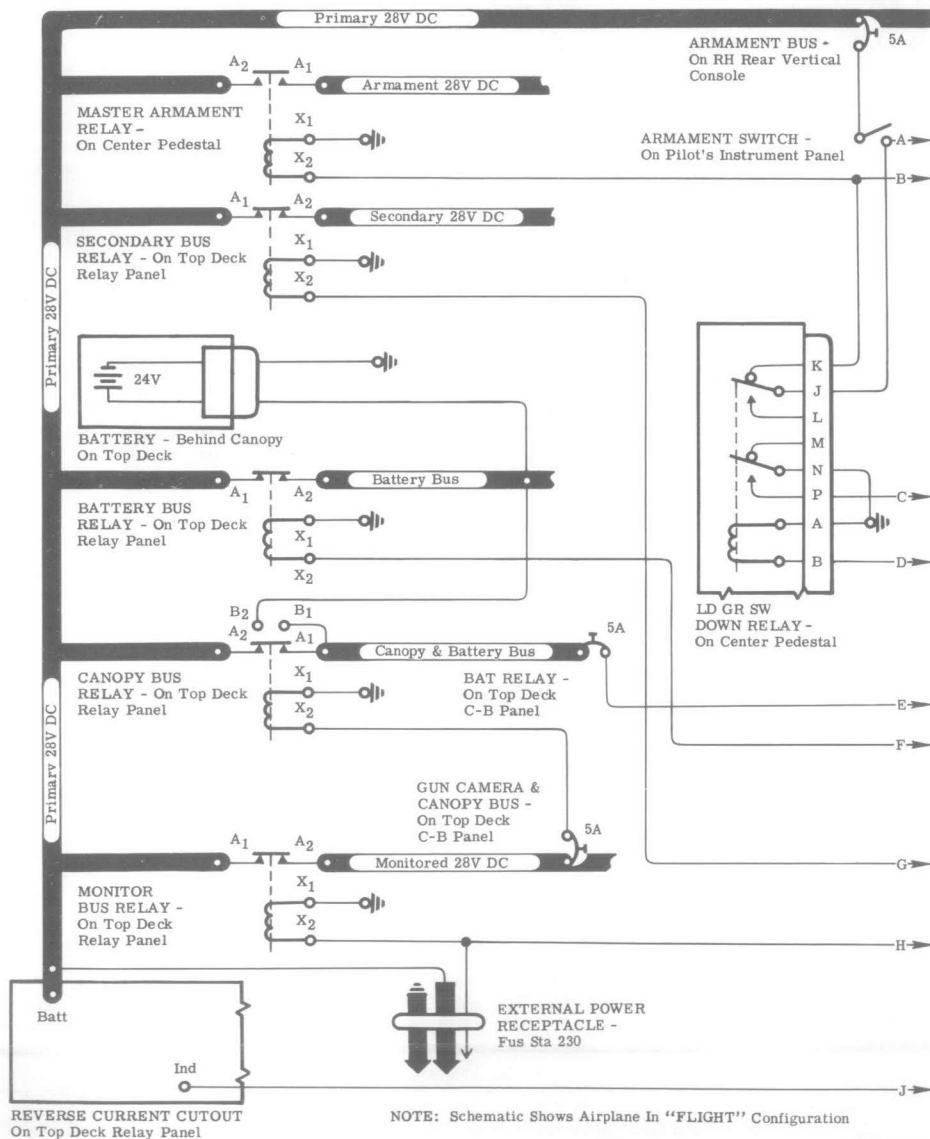 Primary 28V DC
5A
ARMAMENT BUS -
On RH Rear Vertical
Console
A2 A1
Armament 28V DC
MASTER ARMAMENT
RELAY -
On Center Pedestal
X1
X2
ARMAMENT SWITCH -
On Pilot's Instrument Panel
A
B
A1 A2
Secondary 28V DC
SECONDARY BUS
RELAY - On Top Deck
Relay Panel
X1
X2
Primary 28V DC
24V
BATTERY - Behind Canopy
On Top Deck
K
J
L
M
N
P
A
B
C
D
LD GR SW
DOWN RELAY -
On Center Pedestal
A1 A2
Battery Bus
BATTERY BUS
RELAY - On Top Deck
Relay Panel
X1
X2
B2 B1
A2 A1
Canopy & Battery Bus
5A
CANOPY BUS
RELAY - On Top Deck
Relay Panel
X1
X2
BAT RELAY -
On Top Deck
C-B Panel
E
F
Primary 28V DC
GUN CAMERA &
CANOPY BUS -
On Top Deck
C-B Panel
5A
A1 A2
Monitored 28V DC
G
MONITOR
BUS RELAY -
On Top Deck
Relay Panel
X1
X2
H
Batt
EXTERNAL POWER
RECEPTACLE -
Fus Sta 230
Ind
J
REVERSE CURRENT CUTOUT
On Top Deck Relay Panel
NOTE: Schematic Shows Airplane In "FLIGHT" Configuration